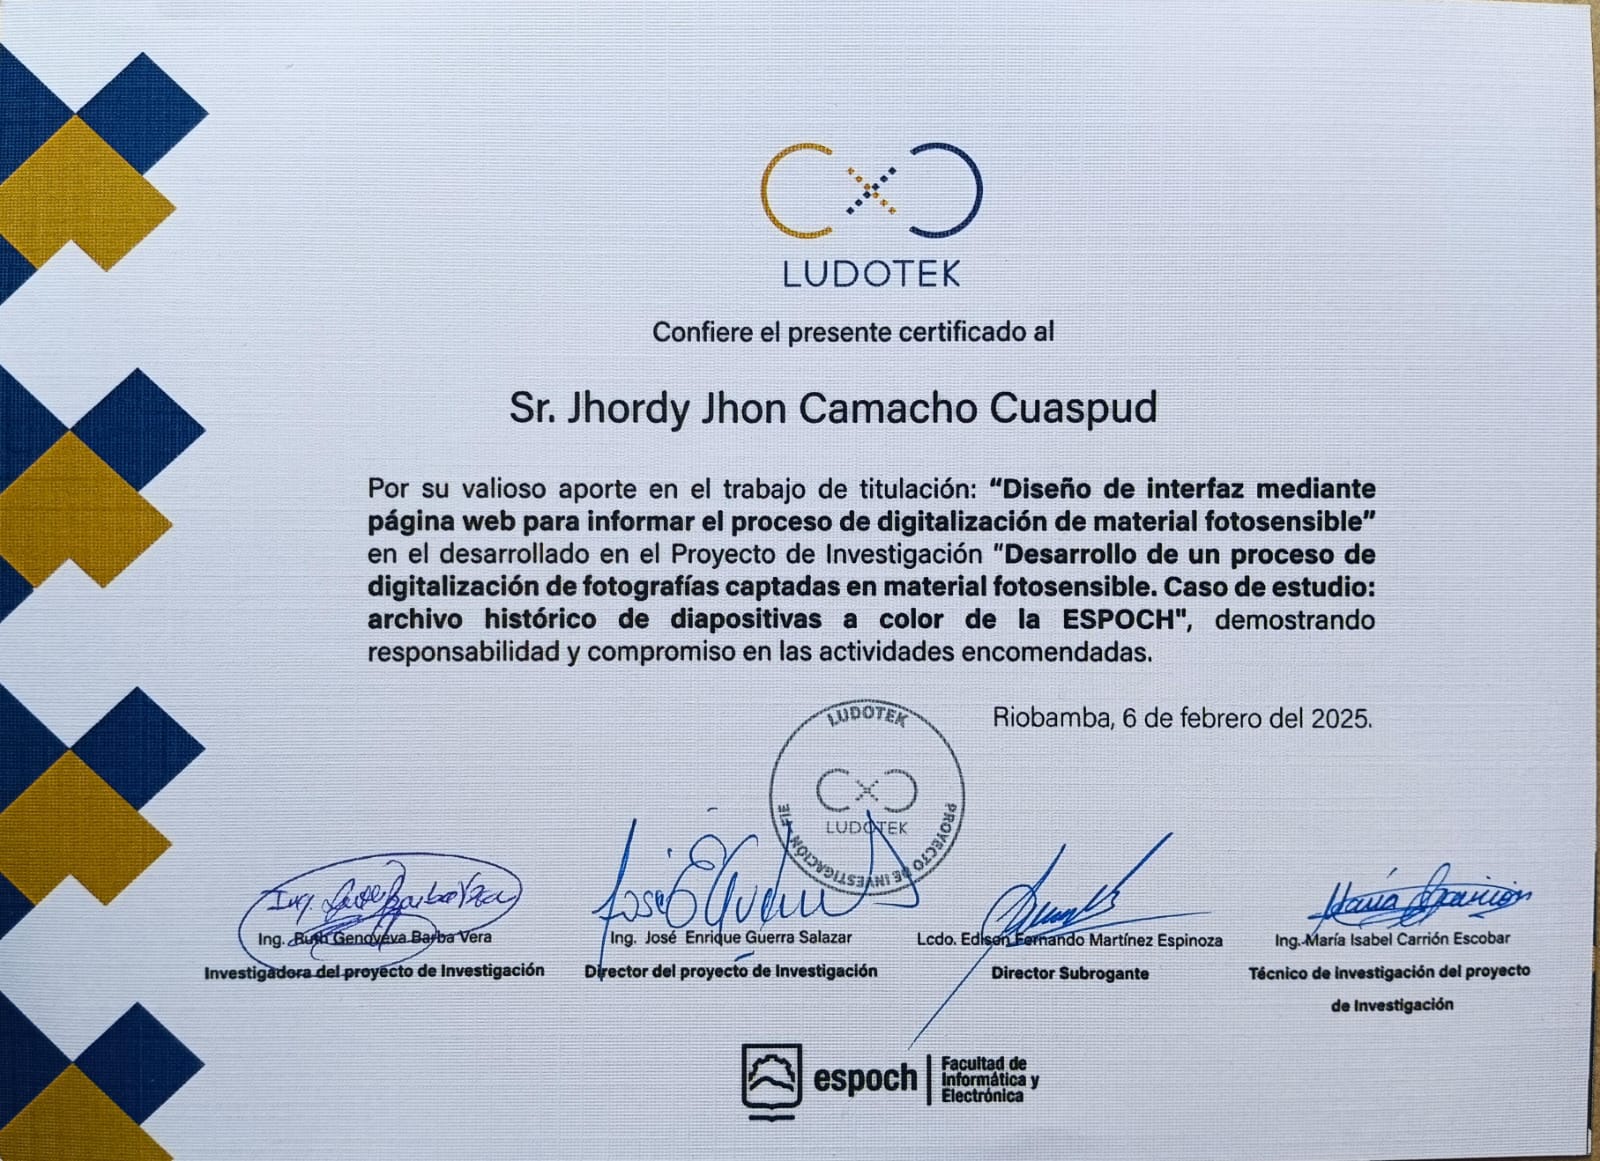 LUDOTEK
Confiere el presente certificado al
Sr. Jhordy Jhon Camacho Cuaspud
Por su valioso aporte en el trabajo de titulación: “Diseño de interfaz mediante
página web para informar el proceso de digitalización de material fotosensible”
en el desarrollado en el Proyecto de Investigación "Desarrollo de un proceso de
digitalización de fotografías captadas en material fotosensible. Caso de estudio:
archivo histórico de diapositivas a color de la ESPOCH", demostrando
responsabilidad y compromiso en las actividades encomendadas.
Riobamba, 6 de febrero del 2025.
LUDOTEK
LUDOTEK
PROYECTO DE INVESTIGACIÓN - FIE
Ing. Ruth Barba Vera
José E Guerra S
María Carrión
Ing. Ruth Genoveva Barba Vera
Investigadora del proyecto de Investigación
Ing. José Enrique Guerra Salazar
Director del proyecto de Investigación
Lcdo. Edison Fernando Martínez Espinoza
Director Subrogante
Ing. María Isabel Carrión Escobar
Técnico de investigación del proyecto
de Investigación
espoch
Facultad de
Informática y
Electrónica